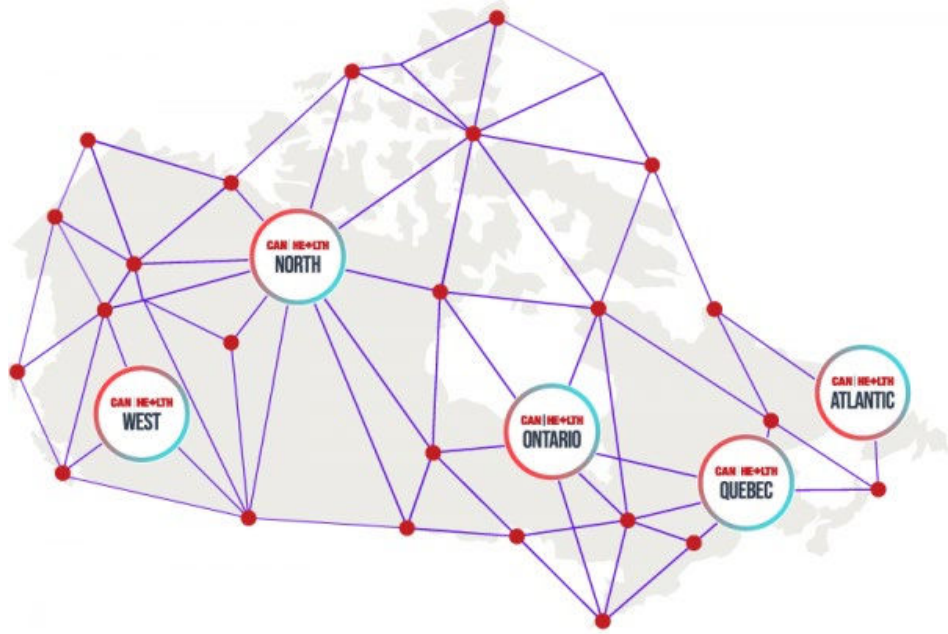 CAN|HE+LTH
NORTH
CAN|HE+LTH
ATLANTIC
CAN|HE+LTH
WEST
CAN|HE+LTH
ONTARIO
CAN|HE+LTH
QUEBEC